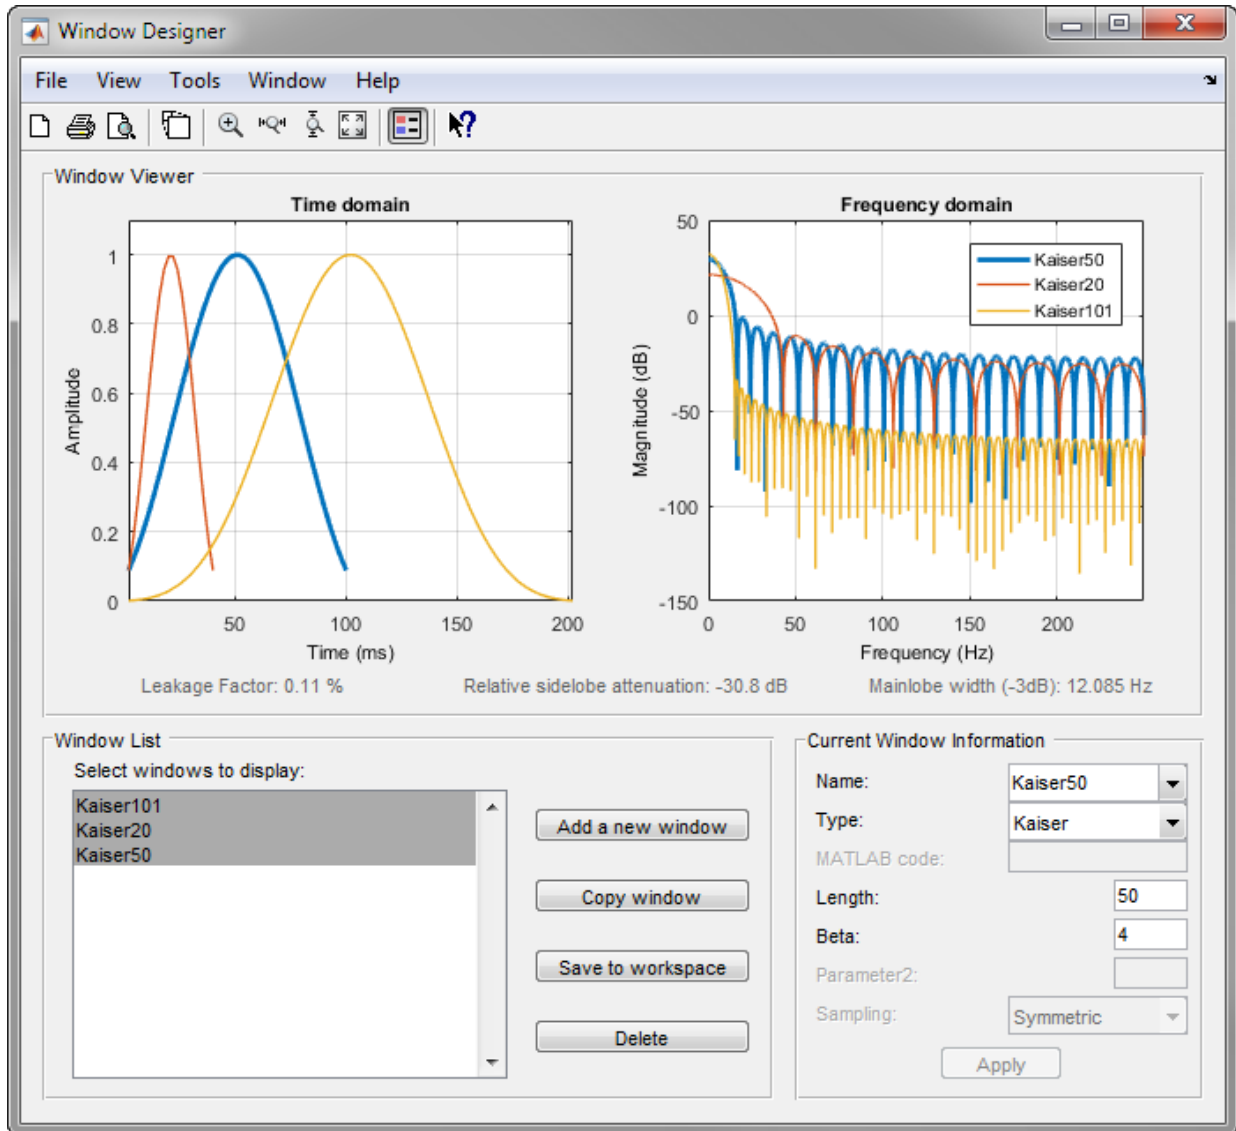 Window Designer
File View Tools Window Help
Window Viewer
Time domain
Amplitude
1
0.8
0.6
0.4
0.2
0
50 100 150 200
Time (ms)
Frequency domain
Magnitude (dB)
50
0
-50
-100
-150
Kaiser50
Kaiser20
Kaiser101
0 50 100 150 200
Frequency (Hz)
Leakage Factor: 0.11 % Relative sidelobe attenuation: -30.8 dB Mainlobe width (-3dB): 12.085 Hz
Window List
Select windows to display:
Kaiser101
Kaiser20
Kaiser50
Add a new window
Copy window
Save to workspace
Delete
Current Window Information
Name: Kaiser50
Type: Kaiser
MATLAB code:
Length: 50
Beta: 4
Parameter2:
Sampling: Symmetric
Apply